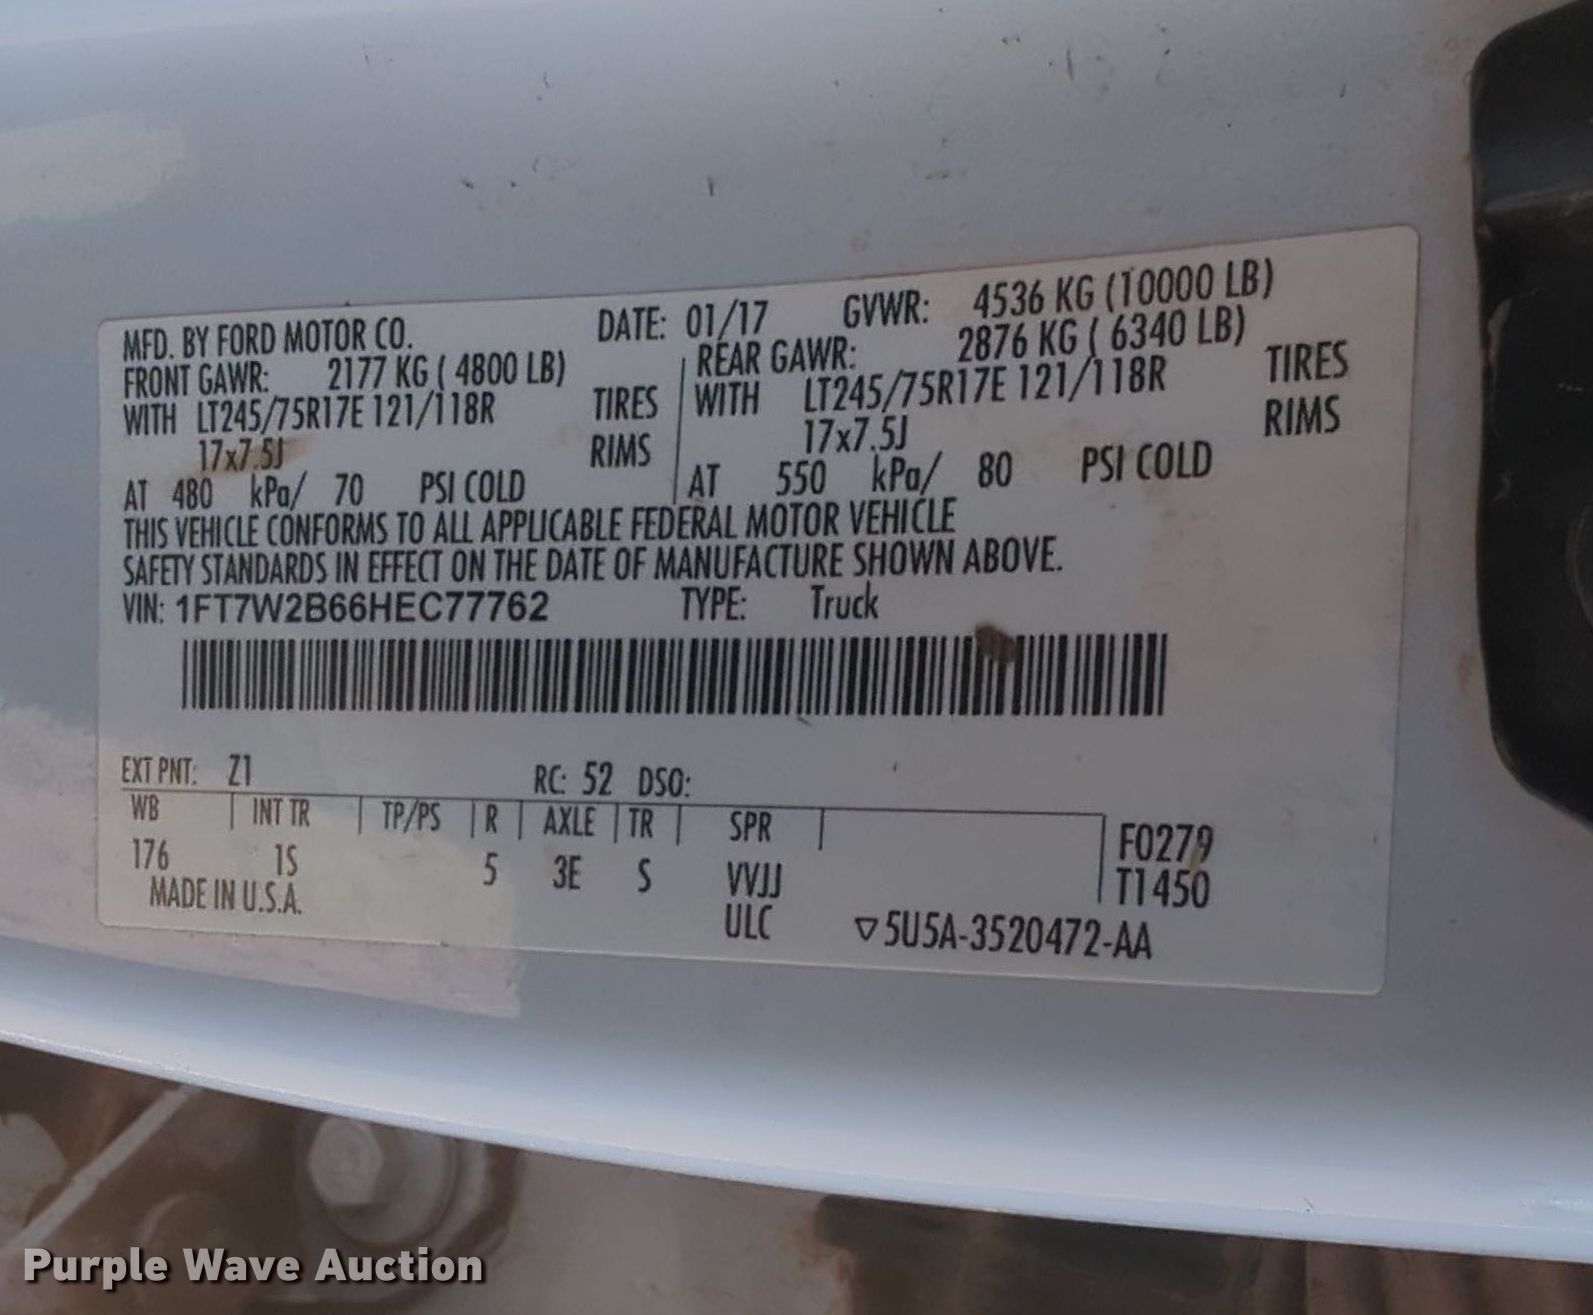 MFD. BY FORD MOTOR CO. DATE: 01/17 GVWR: 4536 KG (10000 LB)
FRONT GAWR: 2177 KG ( 4800 LB) REAR GAWR: 2876 KG ( 6340 LB)
WITH LT245/75R17E 121/118R TIRES WITH LT245/75R17E 121/118R TIRES
17x7.5J RIMS 17x7.5J RIMS
AT 480 kPa/ 70 PSI COLD AT 550 kPa/ 80 PSI COLD
THIS VEHICLE CONFORMS TO ALL APPLICABLE FEDERAL MOTOR VEHICLE
SAFETY STANDARDS IN EFFECT ON THE DATE OF MANUFACTURE SHOWN ABOVE.
VIN: 1FT7W2B66HEC77762 TYPE: Truck
EXT PNT: Z1 RC: 52 DSO:
WB INT TR TP/PS R AXLE TR SPR F0279
176 1S 5 3E S VVJJ T1450
MADE IN U.S.A. ULC ▽5U5A-3520472-AA
Purple Wave Auction